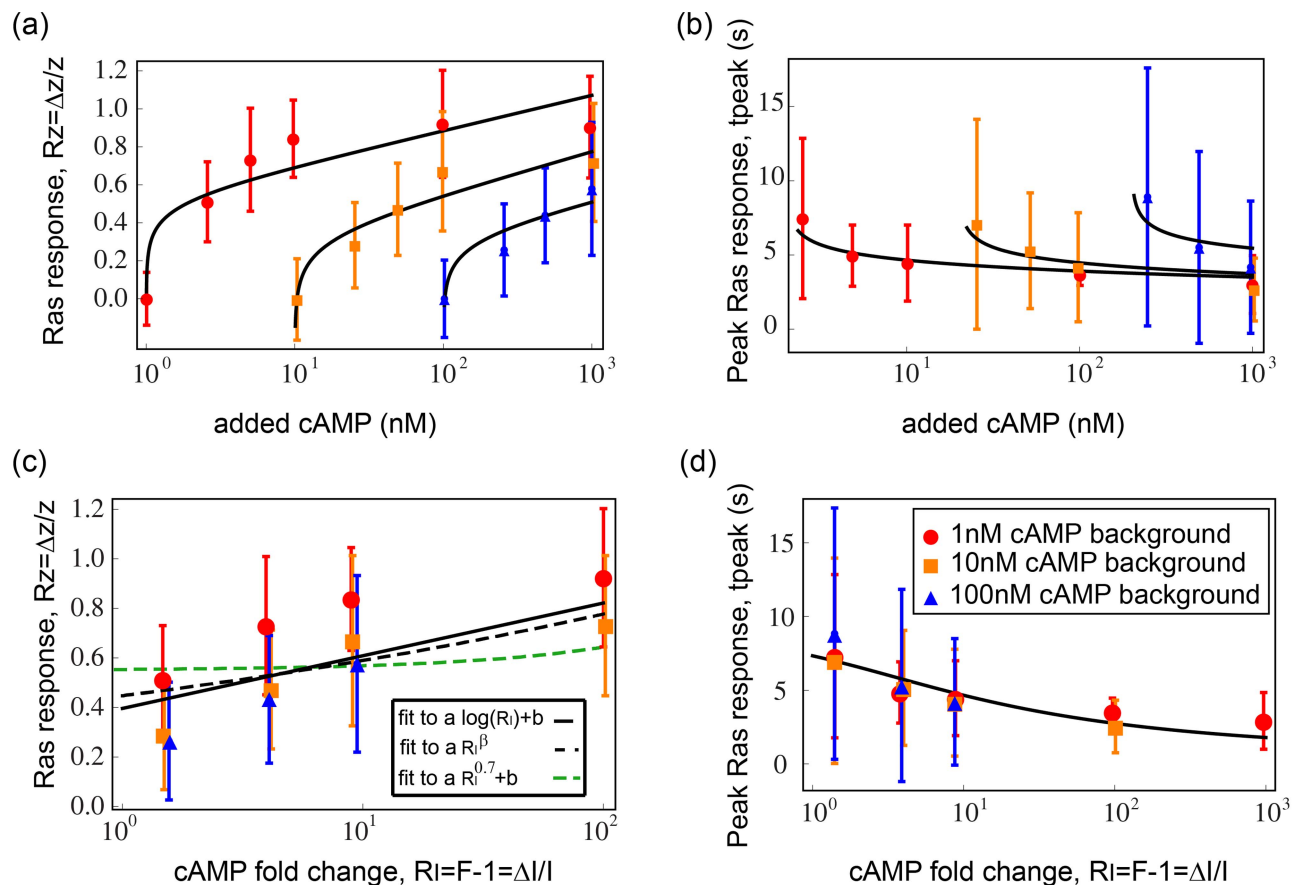 (a)
Ras response, Rz=Δz/z
1.2
1.0
0.8
0.6
0.4
0.2
0.0
10⁰
10¹
10²
10³
added cAMP (nM)
(b)
Peak Ras response, tpeak (s)
15
10
5
0
10¹
10²
10³
added cAMP (nM)
(c)
Ras response, Rz=Δz/z
1.2
1.0
0.8
0.6
0.4
0.2
0.0
fit to a log(Rı)+b
fit to a Rı^β
fit to a Rı^0.7+b
10⁰
10¹
10²
cAMP fold change, Rı=F-1=ΔI/I
(d)
Peak Ras response, tpeak (s)
15
10
5
0
1nM cAMP background
10nM cAMP background
100nM cAMP background
10⁰
10¹
10²
10³
cAMP fold change, Rı=F-1=ΔI/I